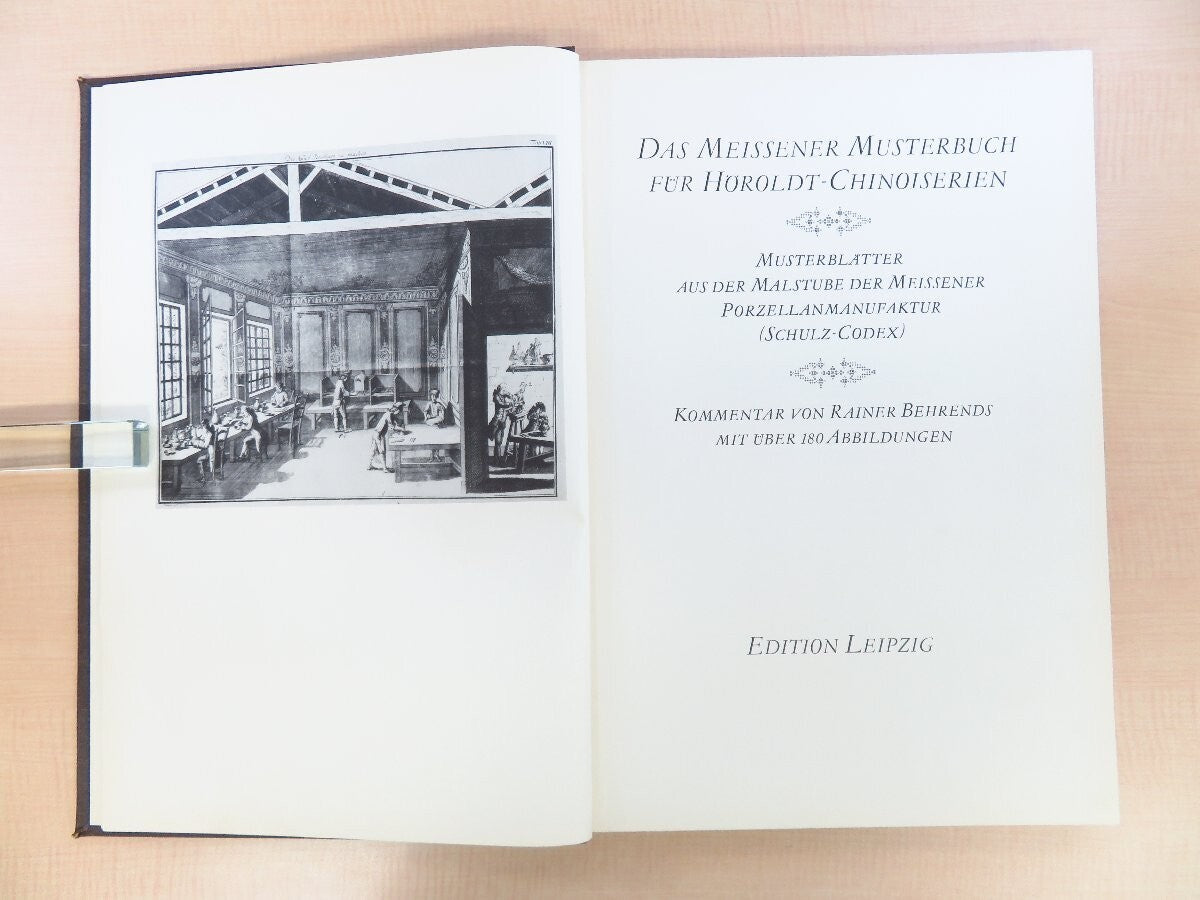 DAS MEISSENER MUSTERBUCH
FÜR HÖROLDT-CHINOISERIEN
MUSTERBLÄTTER
AUS DER MALSTUBE DER MEISSENER
PORZELLANMANUFAKTUR
(SCHULZ-CODEX)
KOMMENTAR VON RAINER BEHRENDS
MIT ÜBER 180 ABBILDUNGEN
EDITION LEIPZIG